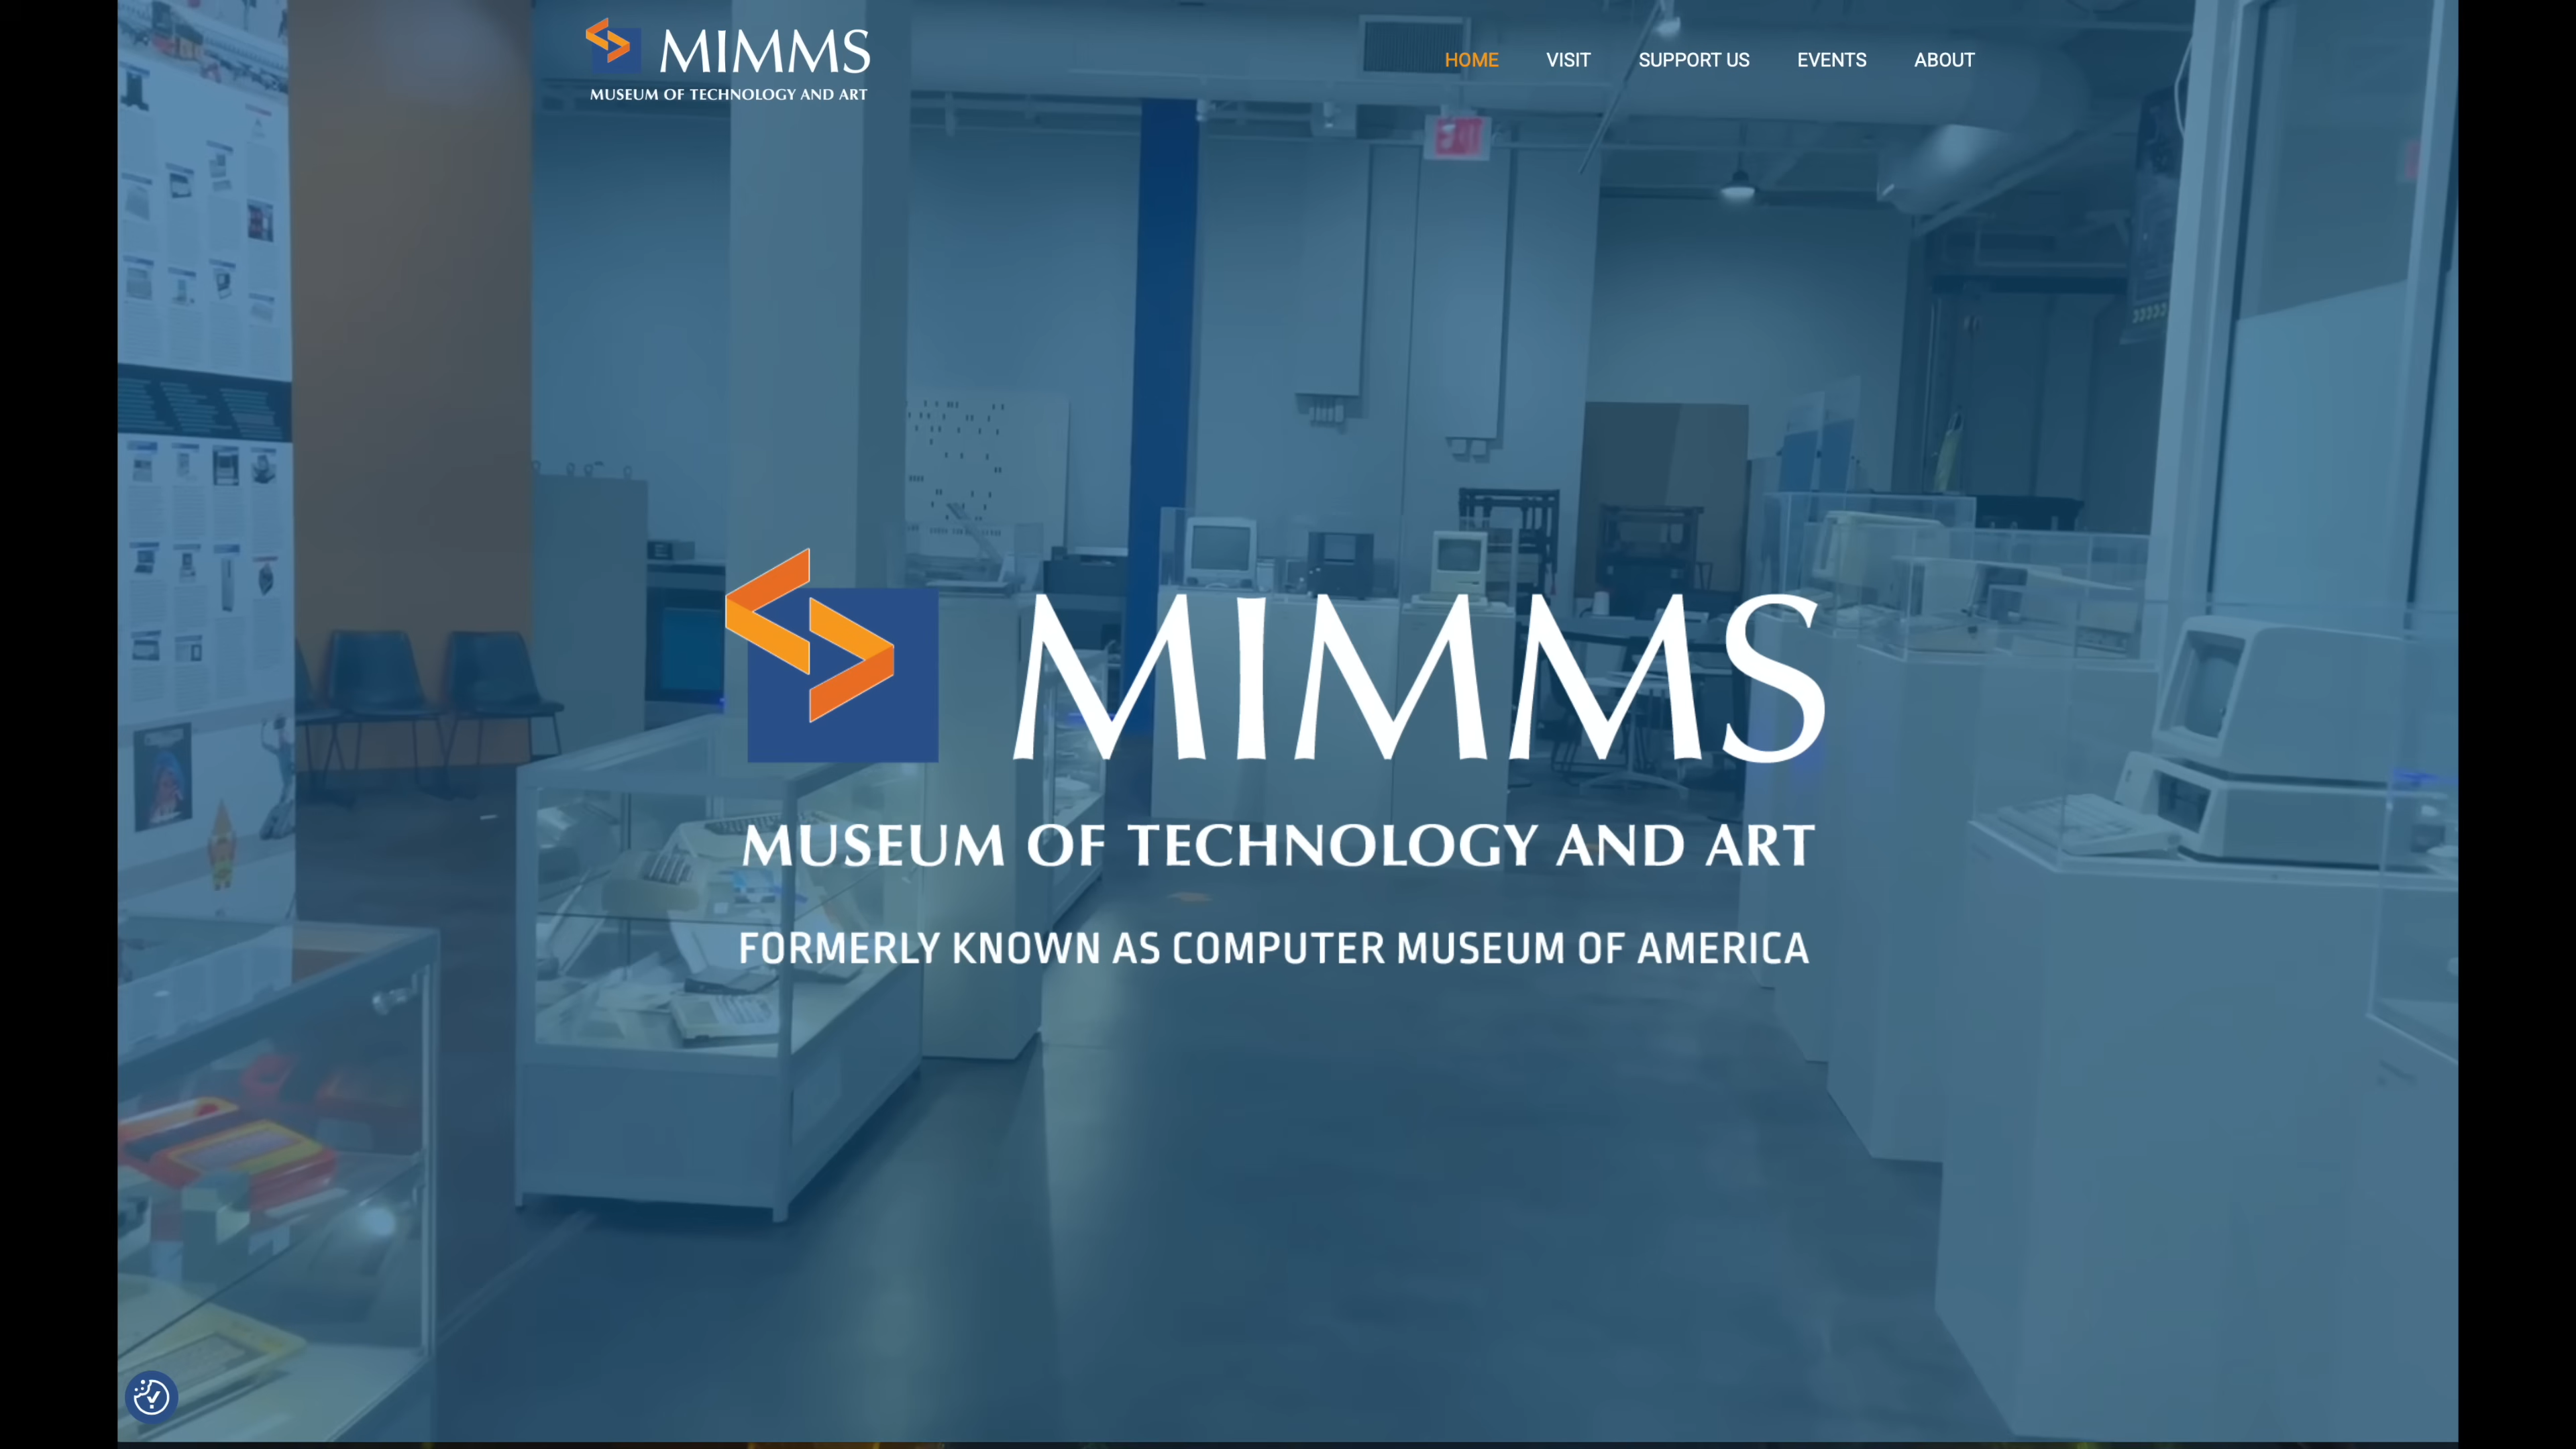 MIMMS
MUSEUM OF TECHNOLOGY AND ART
HOME VISIT SUPPORT US EVENTS ABOUT
MIMMS
MUSEUM OF TECHNOLOGY AND ART
FORMERLY KNOWN AS COMPUTER MUSEUM OF AMERICA